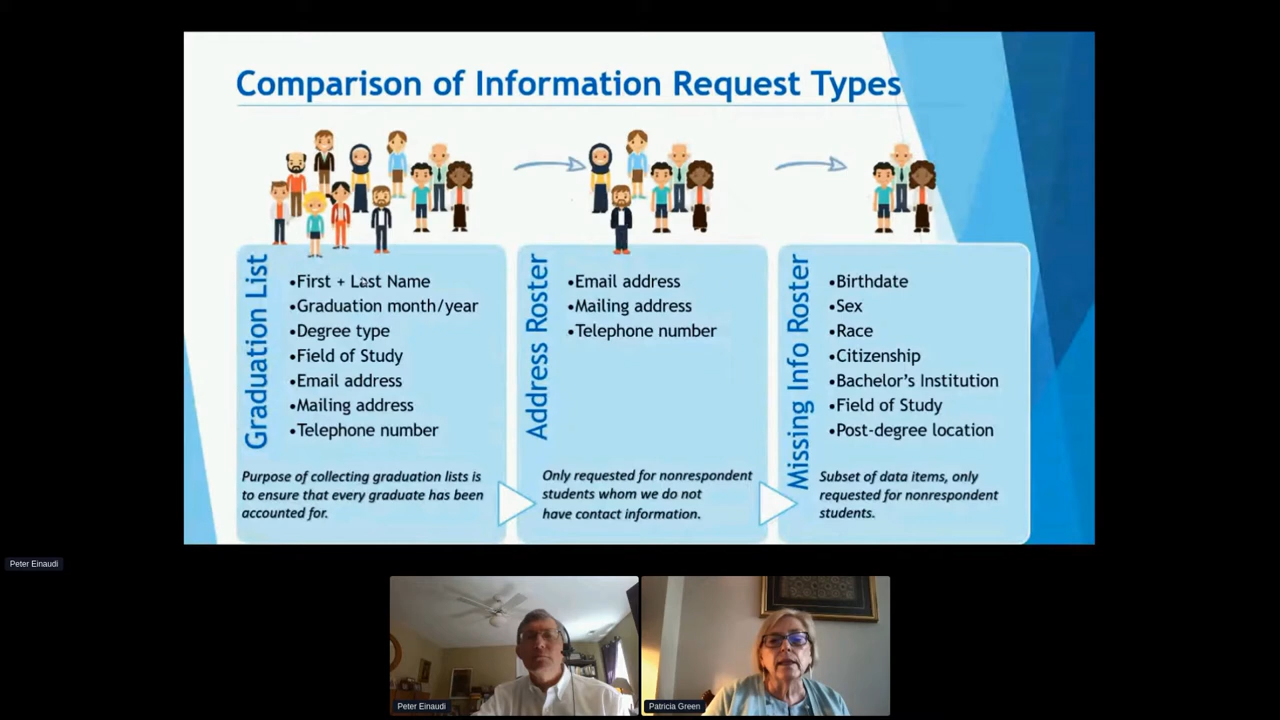 Comparison of Information Request Types
Graduation List
•First + Last Name
•Graduation month/year
•Degree type
•Field of Study
•Email address
•Mailing address
•Telephone number
Purpose of collecting graduation lists is
to ensure that every graduate has been
accounted for.
Address Roster
•Email address
•Mailing address
•Telephone number
Only requested for nonrespondent
students whom we do not
have contact information.
Missing Info Roster
•Birthdate
•Sex
•Race
•Citizenship
•Bachelor’s Institution
•Field of Study
•Post-degree location
Subset of data items, only
requested for nonrespondent
students.
Peter Einaudi
Peter Einaudi
Patricia Green